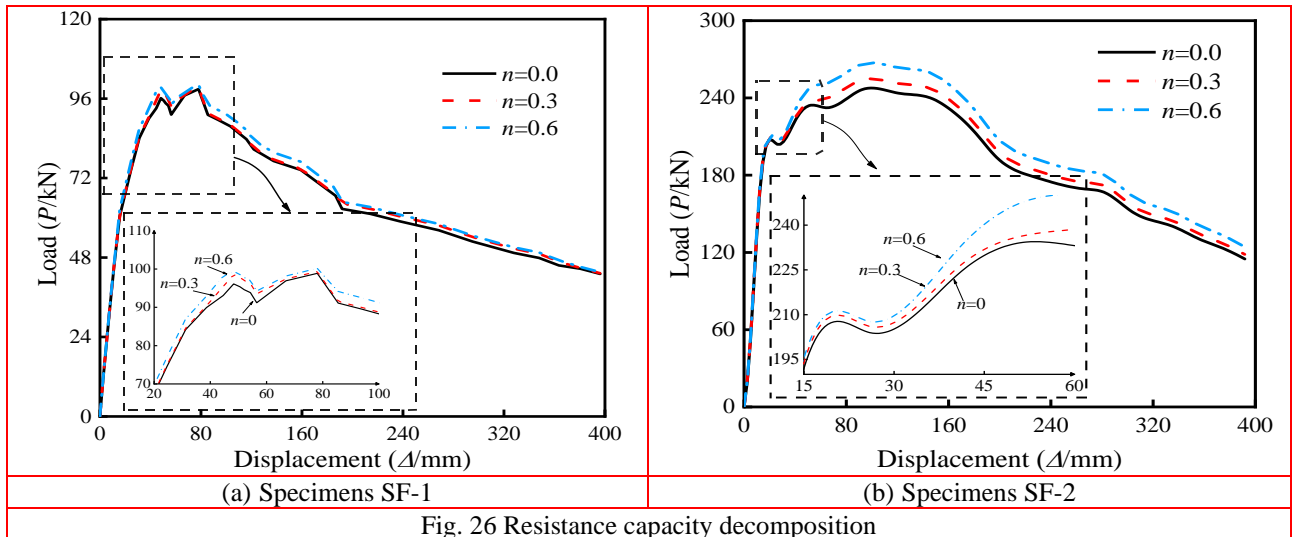 120
96
72
48
24
0
Load (P/kN)
n=0.0
n=0.3
n=0.6
110
100
90
80
70
n=0.6
n=0.3
n=0
20 40 60 80 100
0 80 160 240 320 400
Displacement (Δ/mm)
300
240
180
120
60
0
Load (P/kN)
n=0.0
n=0.3
n=0.6
240
225
210
195
n=0.6
n=0.3
n=0
15 30 45 60
0 80 160 240 320 400
Displacement (Δ/mm)
(a) Specimens SF-1
(b) Specimens SF-2
Fig. 26 Resistance capacity decomposition